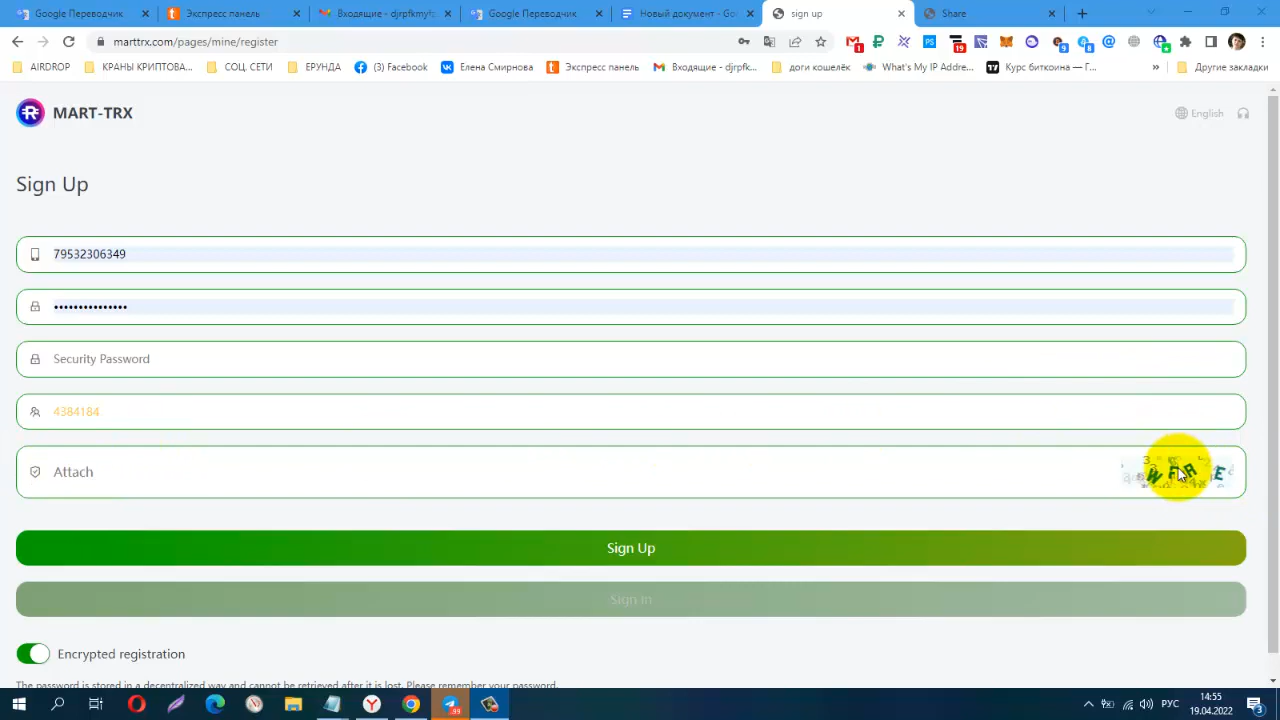 Google Переводчик
Экспресс панель
Входящие - djrpfkmyfc
Google Переводчик
Новый документ - G
sign up
Share
marttrx.com/pages/mine/register
AIRDROP
КРАНЫ КРИПТОВА...
СОЦ. СЕТИ
ЕРУНДА
(3) Facebook
Елена Смирнова
Экспресс панель
Входящие - djrpfk...
доги кошелёк
What's My IP Addre...
Курс биткоина — Г...
»
Другие закладки
MART-TRX
English
Sign Up
79532306349
•••••••••••••••
Security Password
4384184
Attach
W F A E
Sign Up
Sign In
Encrypted registration
The password is stored in a decentralized way and cannot be retrieved after it is lost. Please remember your password.
РУС
14:55
19.04.2022